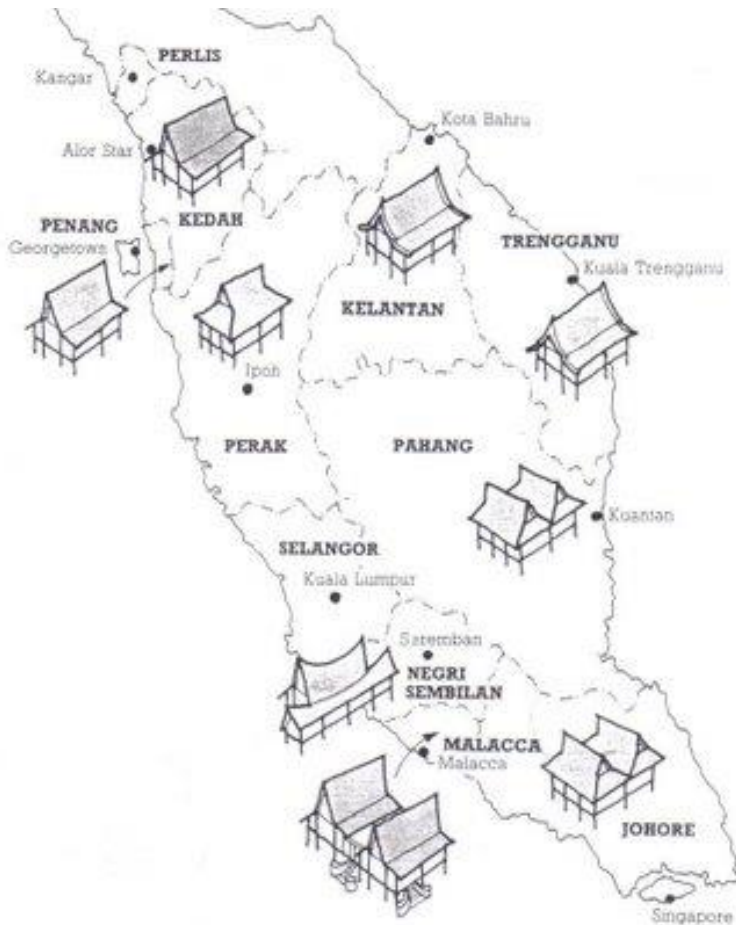 PERLIS
Kangar
Kota Bahru
Alor Star
PENANG
KEDAH
Georgetown
TRENGGANU
Kuala Trengganu
KELANTAN
Ipoh
PERAK
PAHANG
Kuantan
SELANGOR
Kuala Lumpur
Seremban
NEGRI
SEMBILAN
MALACCA
Malacca
JOHORE
Singapore